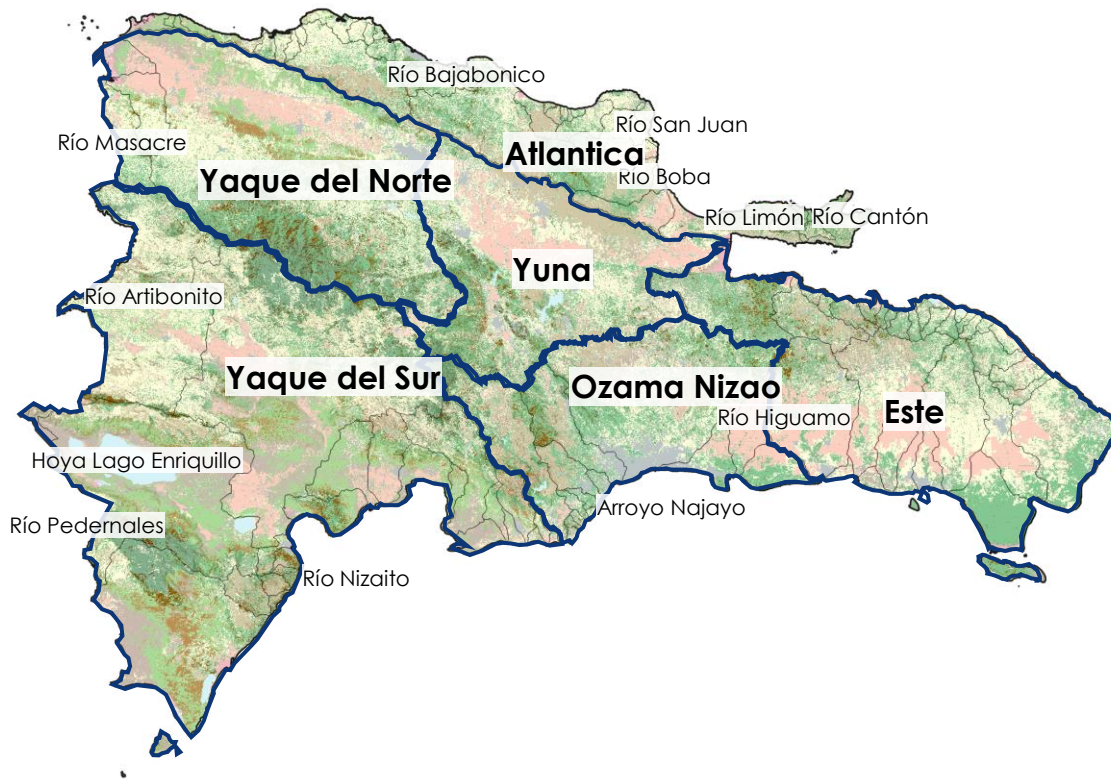 Río Bajabonico
Río San Juan
Río Masacre
Atlantica
Yaque del Norte
Río Boba
Río Limón
Río Cantón
Yuna
Río Artibonito
Yaque del Sur
Ozama Nizao
Río Higuamo
Este
Hoya Lago Enriquillo
Arroyo Najayo
Río Pedernales
Río Nizaito